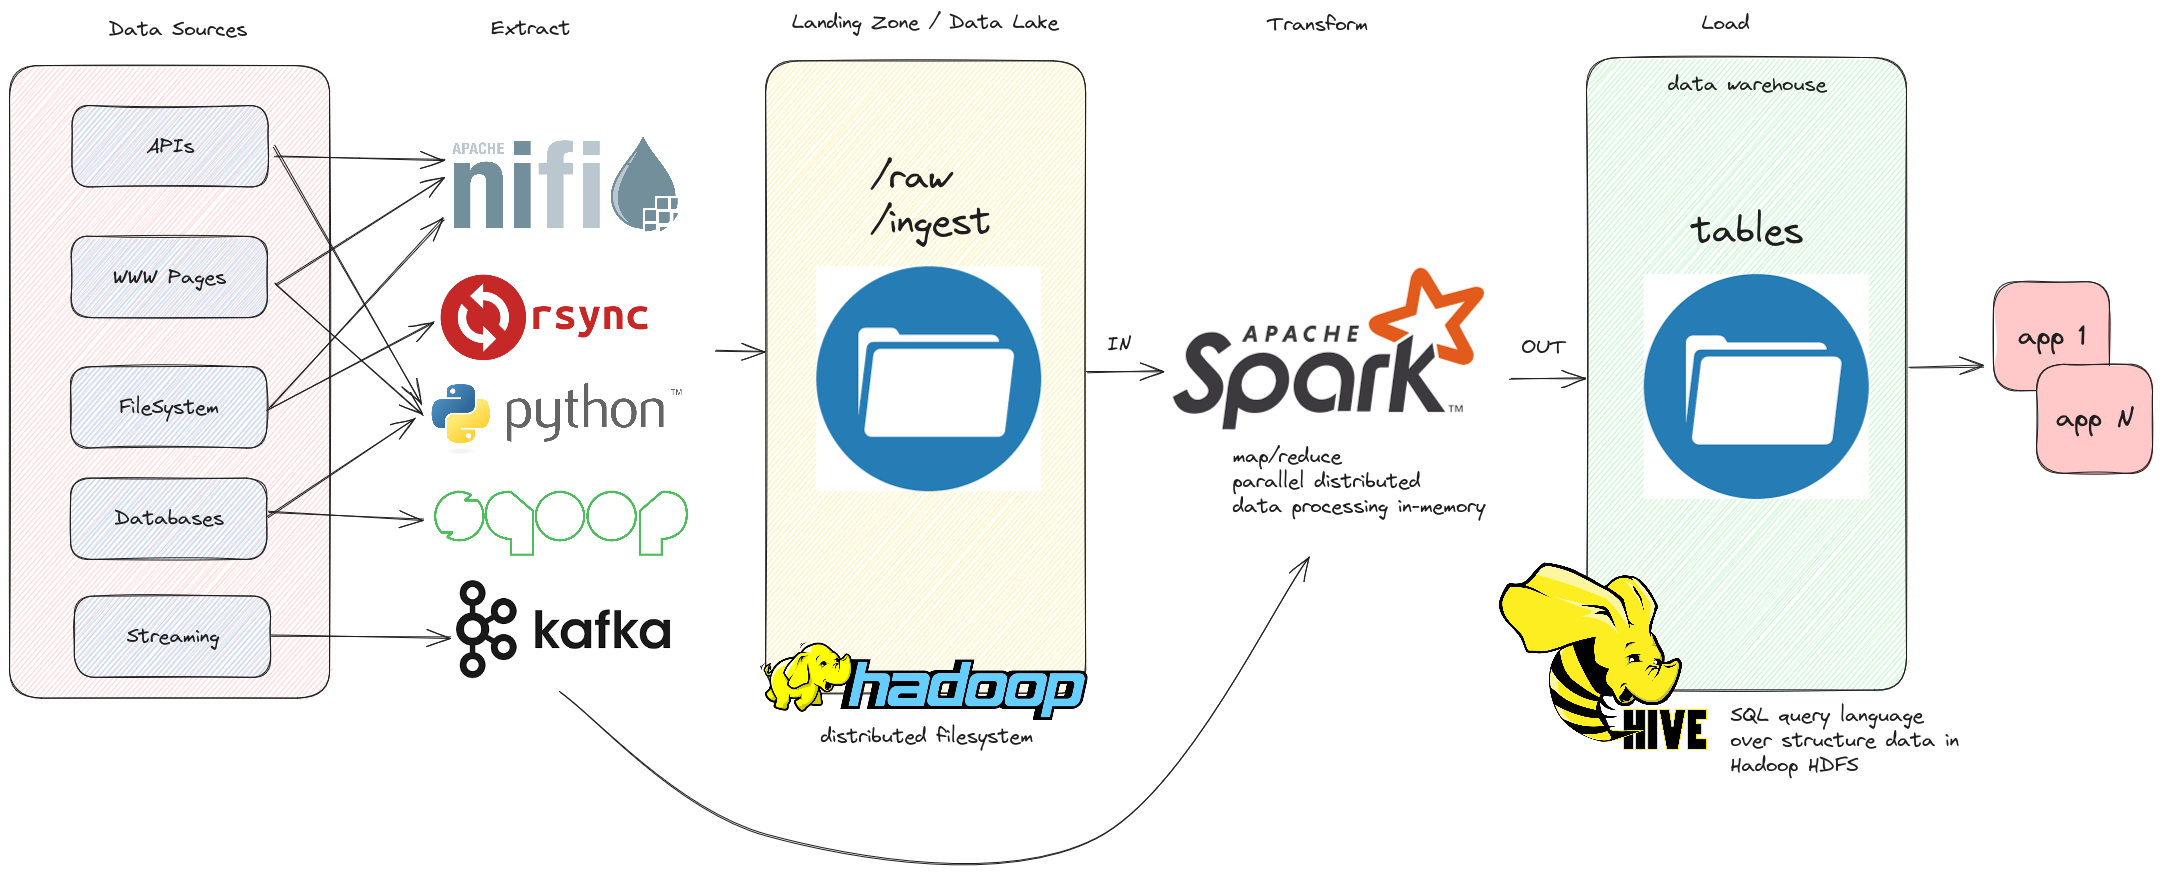 Data Sources
Extract
Landing Zone / Data Lake
Transform
Load
APIs
WWW Pages
FileSystem
Databases
Streaming
APACHE
nifi
rsync
python™
sqoop
kafka
/raw
/ingest
hadoop
distributed filesystem
IN
APACHE
Spark™
map/reduce
parallel distributed
data processing in-memory
OUT
data warehouse
tables
HIVE
SQL query language
over structure data in
Hadoop HDFS
app 1
app N